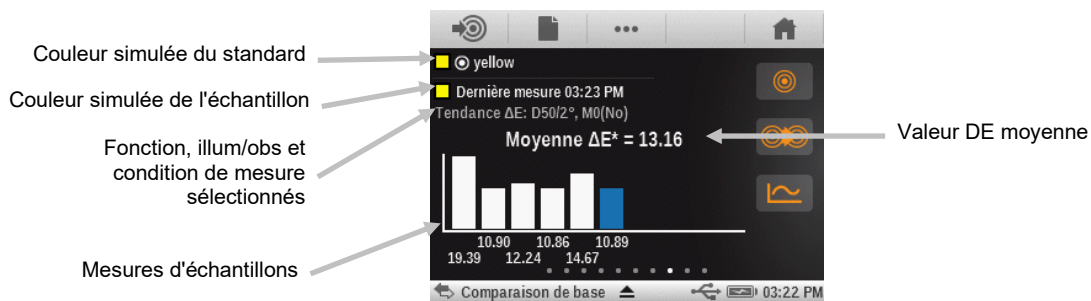 Couleur simulée du standard
Couleur simulée de l'échantillon
Fonction, illum/obs et
condition de mesure
sélectionnés
Mesures d'échantillons
yellow
Dernière mesure 03:23 PM
Tendance ΔE: D50/2°, M0(No)
Moyenne ΔE* = 13.16
10.90 10.86 10.89
19.39 12.24 14.67
Comparaison de base 03:22 PM
Valeur DE moyenne